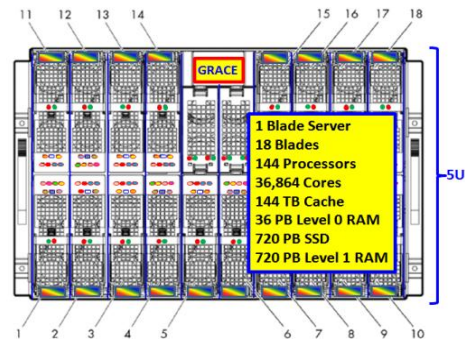 11 12 13 14 15 16 17 18
GRACE
1 Blade Server
18 Blades
144 Processors
36,864 Cores
144 TB Cache
36 PB Level 0 RAM
720 PB SSD
720 PB Level 1 RAM
5U
1 2 3 4 5 6 7 8 9 10